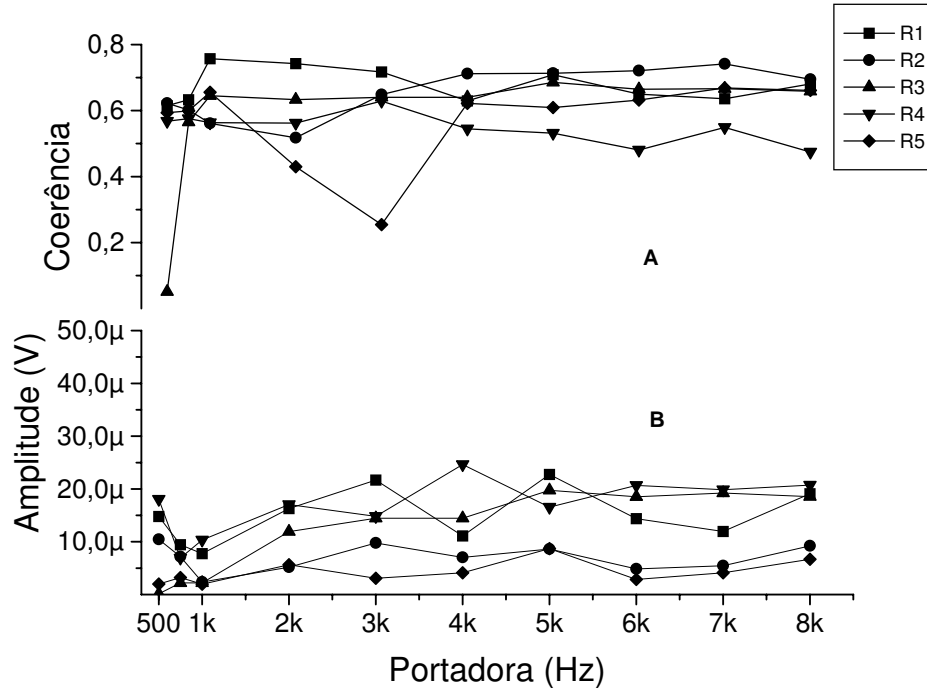 R1
R2
R3
R4
R5
0,8
0,6
0,4
0,2
Coerência
A
50,0µ
40,0µ
30,0µ
20,0µ
10,0µ
Amplitude (V)
B
500 1k 2k 3k 4k 5k 6k 7k 8k
Portadora (Hz)